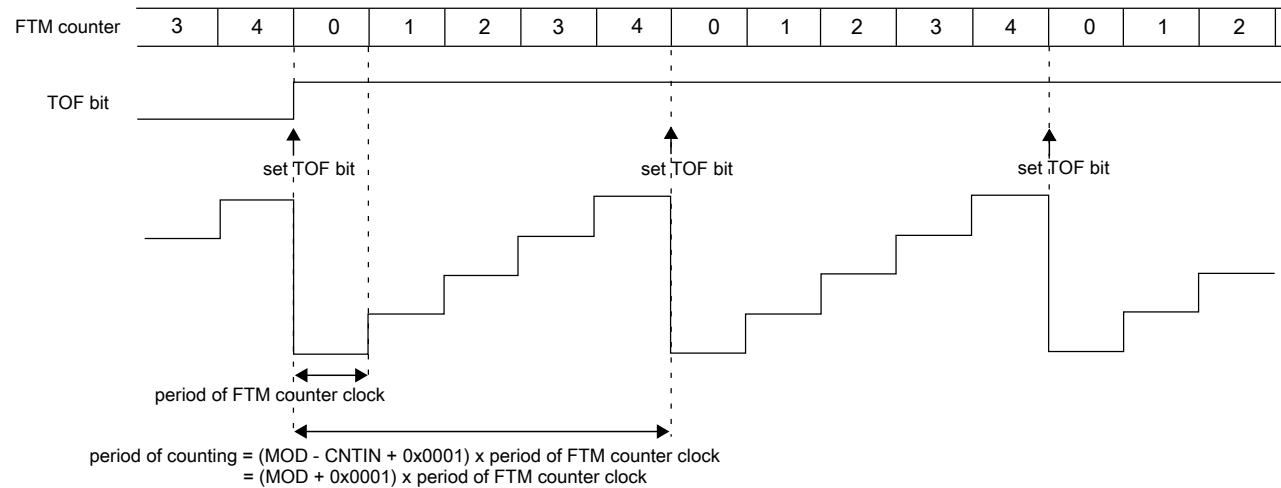 FTM counter 3 4 0 1 2 3 4 0 1 2 3 4 0 1 2
TOF bit
set TOF bit set TOF bit set TOF bit
period of FTM counter clock
period of counting = (MOD - CNTIN + 0x0001) x period of FTM counter clock
= (MOD + 0x0001) x period of FTM counter clock